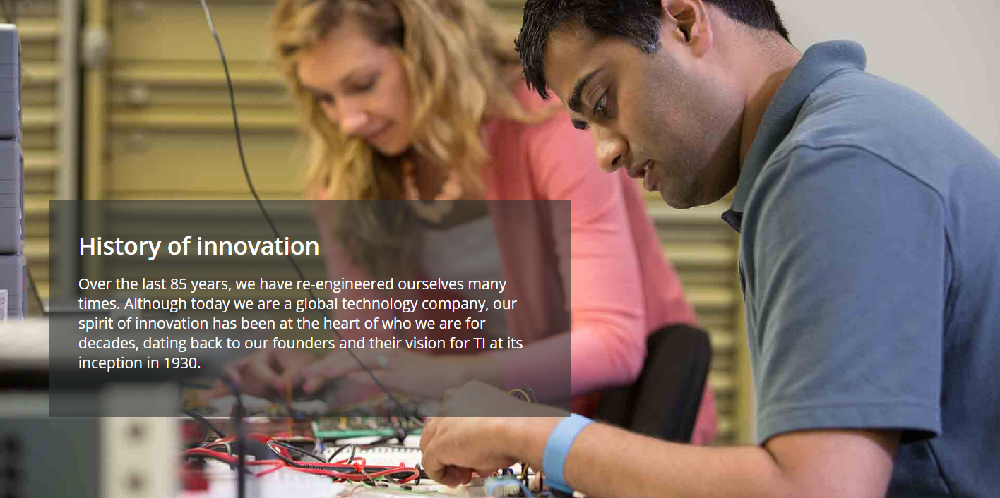 History of innovation
Over the last 85 years, we have re-engineered ourselves many
times. Although today we are a global technology company, our
spirit of innovation has been at the heart of who we are for
decades, dating back to our founders and their vision for TI at its
inception in 1930.